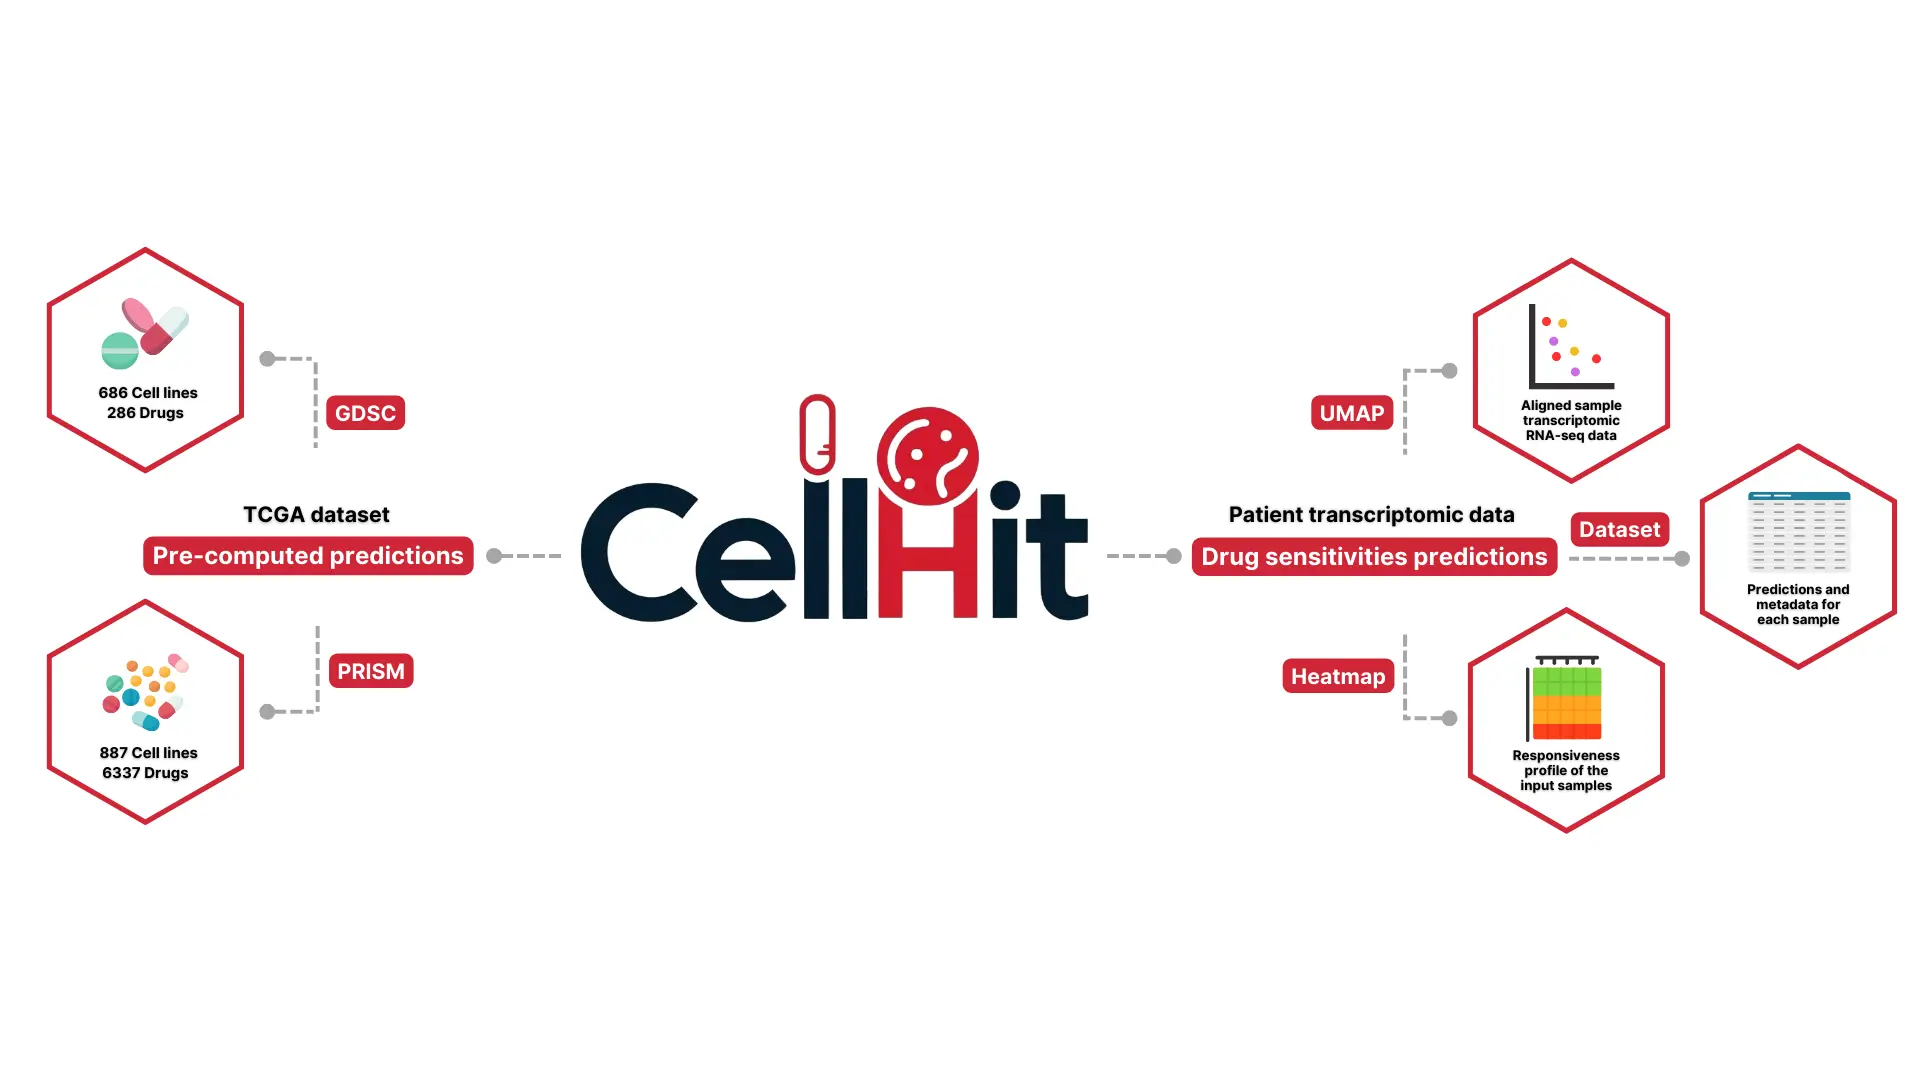 686 Cell lines
286 Drugs
GDSC
TCGA dataset
Pre-computed predictions
PRISM
887 Cell lines
6337 Drugs
CellHit
UMAP
Aligned sample
transcriptomic
RNA-seq data
Patient transcriptomic data
Drug sensitivities predictions
Dataset
Predictions and
metadata for
each sample
Heatmap
Responsiveness
profile of the
input samples